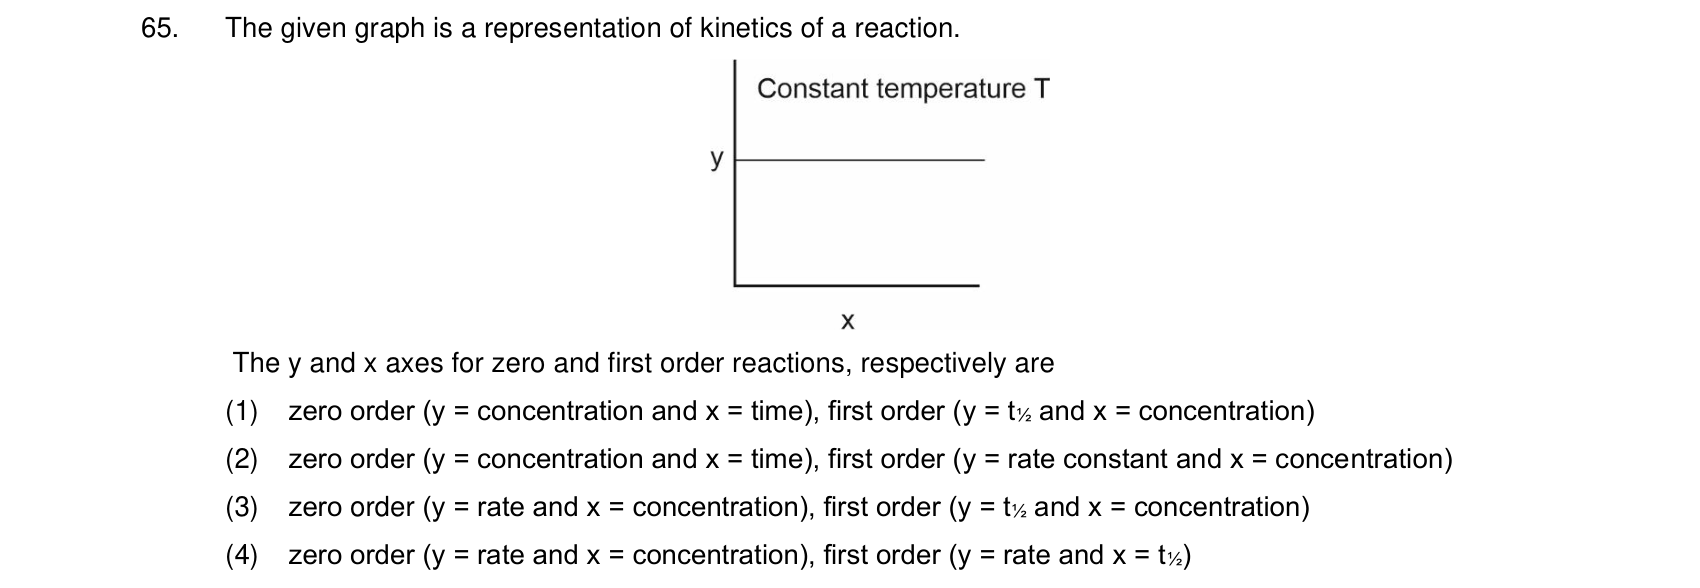 65. The given graph is a representation of kinetics of a reaction.
Constant temperature T
y
x
The y and x axes for zero and first order reactions, respectively are
(1) zero order (y = concentration and x = time), first order (y = t½ and x = concentration)
(2) zero order (y = concentration and x = time), first order (y = rate constant and x = concentration)
(3) zero order (y = rate and x = concentration), first order (y = t½ and x = concentration)
(4) zero order (y = rate and x = concentration), first order (y = rate and x = t½)